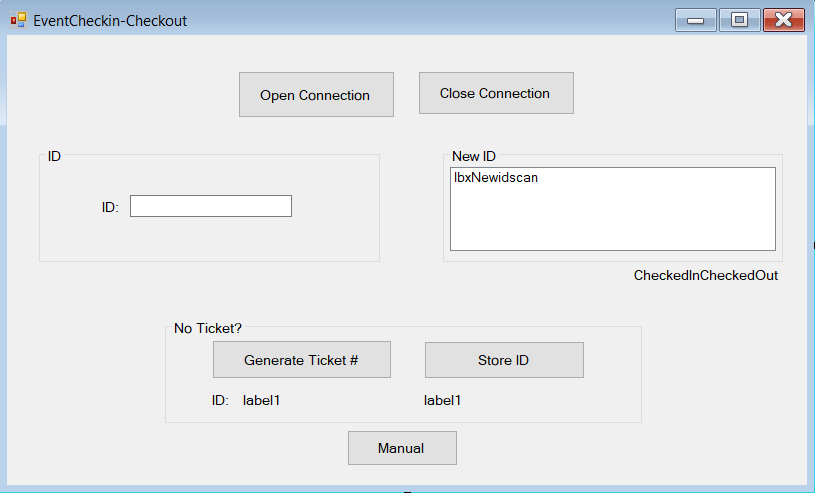 EventCheckin-Checkout
Open Connection
Close Connection
ID
ID:
New ID
lbxNewidscan
CheckedInCheckedOut
No Ticket?
Generate Ticket #
Store ID
ID: label1
label1
Manual